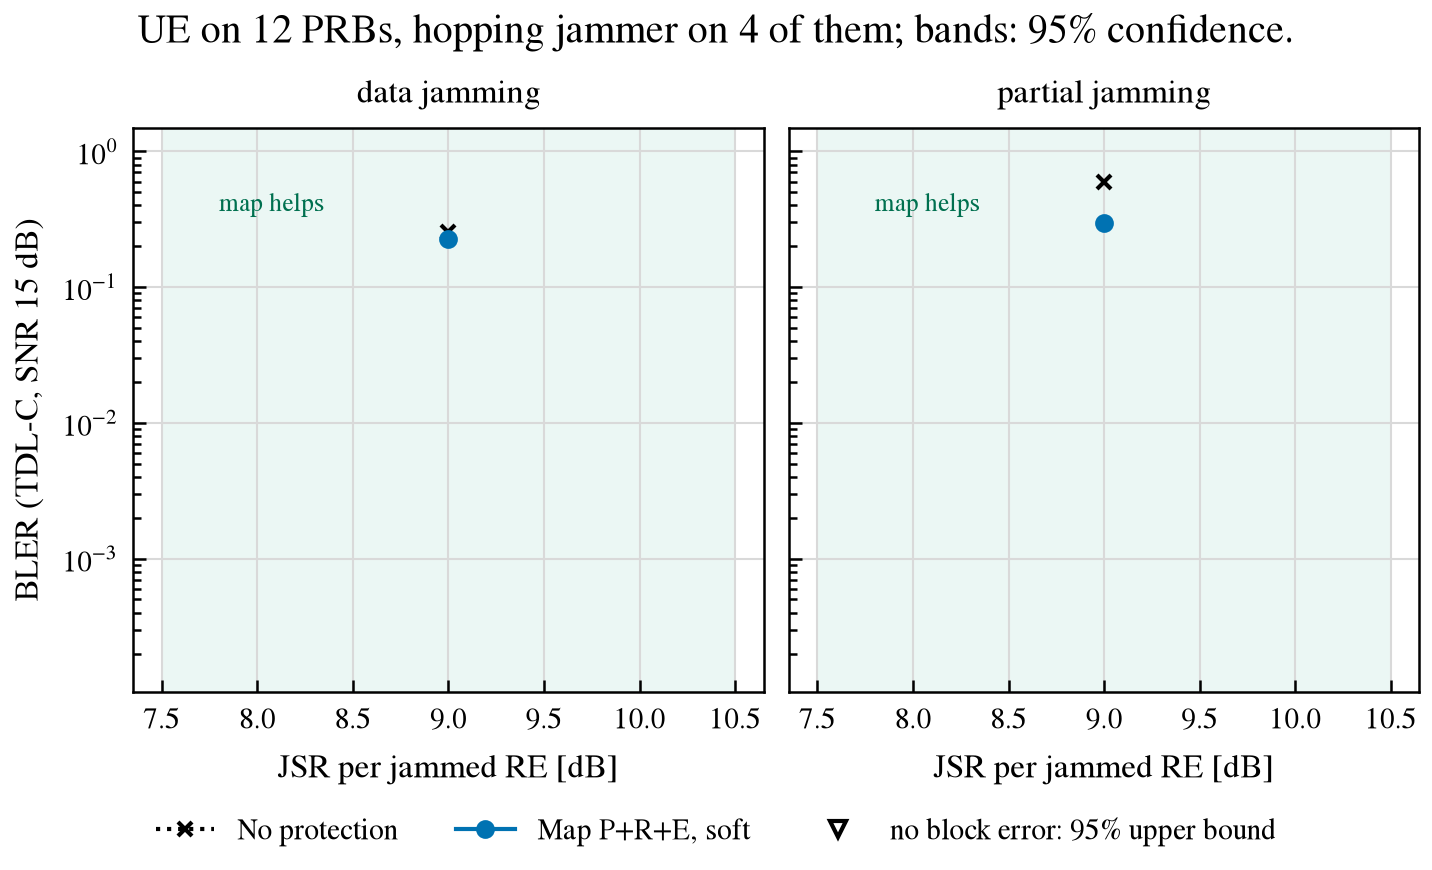 UE on 12 PRBs, hopping jammer on 4 of them; bands: 95% confidence.
data jamming
partial jamming
BLER (TDL-C, SNR 15 dB)
10⁰
10⁻¹
10⁻²
10⁻³
map helps
map helps
7.5 8.0 8.5 9.0 9.5 10.0 10.5
7.5 8.0 8.5 9.0 9.5 10.0 10.5
JSR per jammed RE [dB]
JSR per jammed RE [dB]
No protection
Map P+R+E, soft
no block error: 95% upper bound